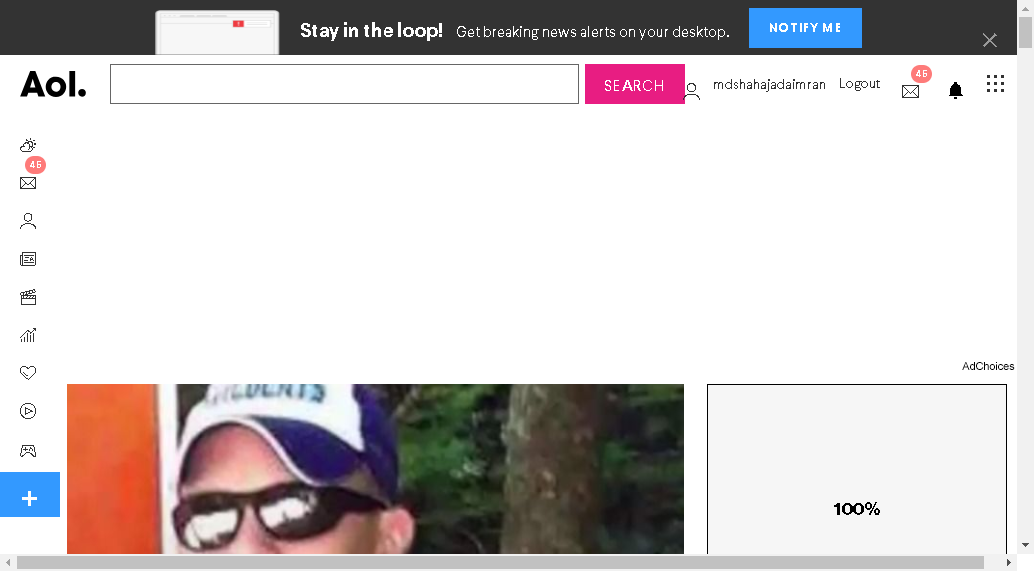 Stay in the loop! Get breaking news alerts on your desktop. NOTIFY ME
Aol. SEARCH mdshahajadaimran Logout 45
45
AdChoices
WILDCATS
100%